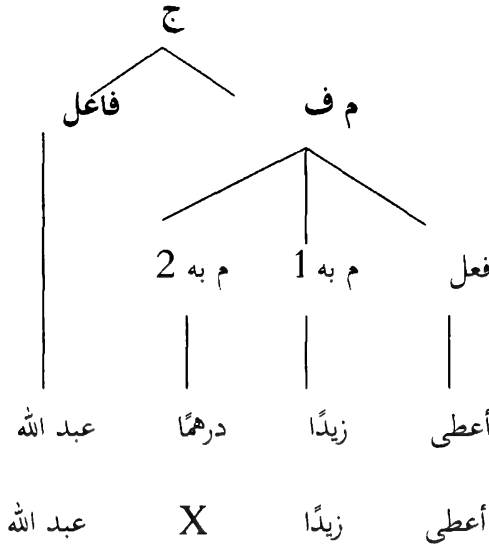 ج
م ف فاعل
فعل م به 1 م به 2
أعطى زيدًا درهمًا عبد الله
أعطى زيدًا X عبد الله